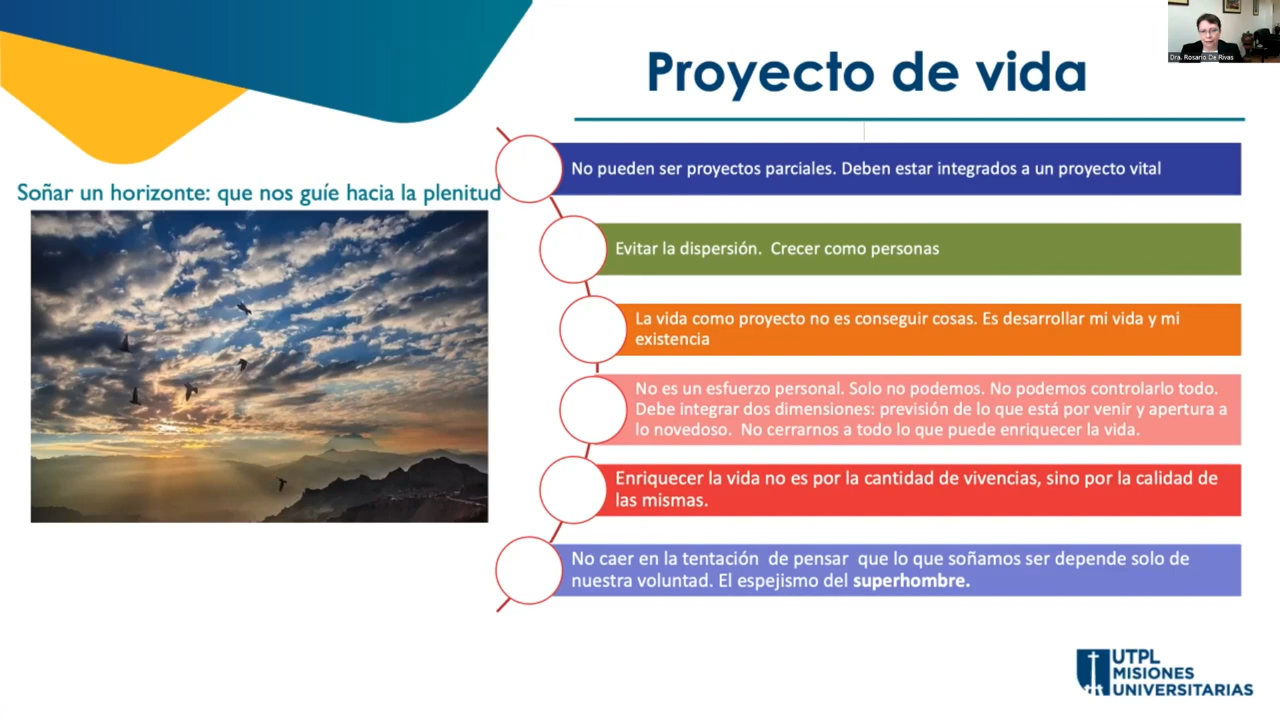 Proyecto de vida
Dra. Rosario De Rivas
Soñar un horizonte: que nos guíe hacia la plenitud
No pueden ser proyectos parciales. Deben estar integrados a un proyecto vital
Evitar la dispersión.  Crecer como personas
La vida como proyecto no es conseguir cosas. Es desarrollar mi vida y mi
existencia
No es un esfuerzo personal. Solo no podemos. No podemos controlarlo todo.
Debe integrar dos dimensiones: previsión de lo que está por venir y apertura a
lo novedoso.  No cerrarnos a todo lo que puede enriquecer la vida.
Enriquecer la vida no es por la cantidad de vivencias, sino por la calidad de
las mismas.
No caer en la tentación  de pensar  que lo que soñamos ser depende solo de
nuestra voluntad. El espejismo del superhombre.
UTPL
MISIONES
UNIVERSITARIAS